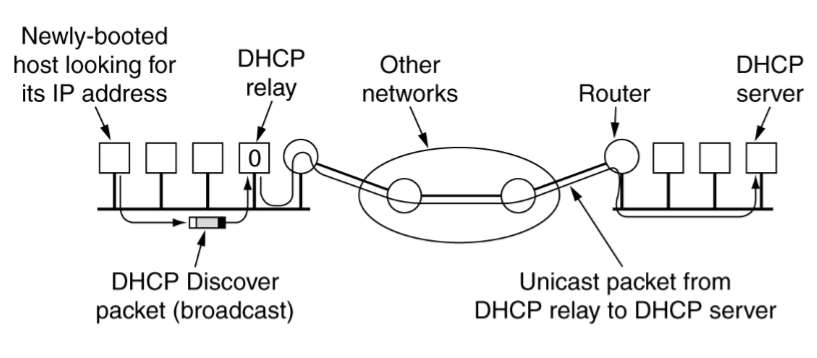 Newly-booted
host looking for
its IP address
DHCP
relay
Other
networks
Router
DHCP
server
0
DHCP Discover
packet (broadcast)
Unicast packet from
DHCP relay to DHCP server